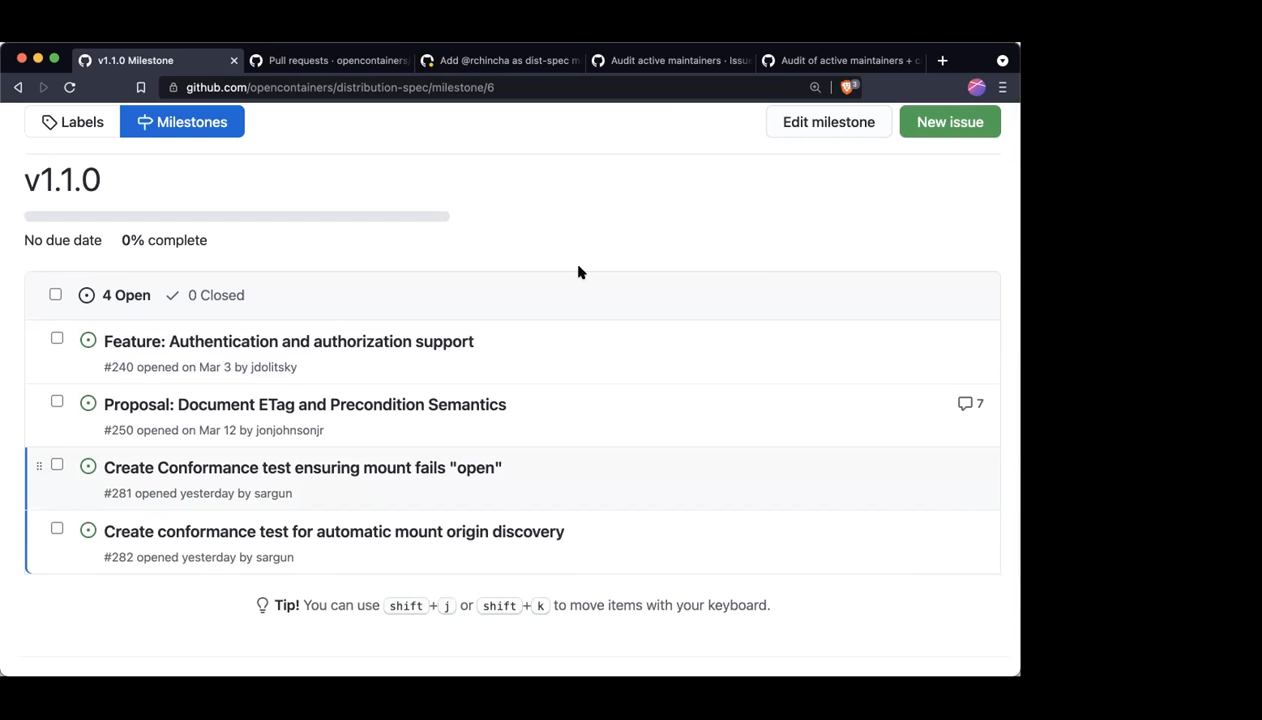 v1.1.0 Milestone
Pull requests · opencontainers
Add @rchincha as dist-spec m
Audit active maintainers · Issu
Audit of active maintainers + c
github.com/opencontainers/distribution-spec/milestone/6
3
Labels
Milestones
Edit milestone
New issue
v1.1.0
No due date 0% complete
4 Open 0 Closed
Feature: Authentication and authorization support
#240 opened on Mar 3 by jdolitsky
Proposal: Document ETag and Precondition Semantics
7
#250 opened on Mar 12 by jonjohnsonjr
Create Conformance test ensuring mount fails "open"
#281 opened yesterday by sargun
Create conformance test for automatic mount origin discovery
#282 opened yesterday by sargun
Tip! You can use shift+j or shift+k to move items with your keyboard.